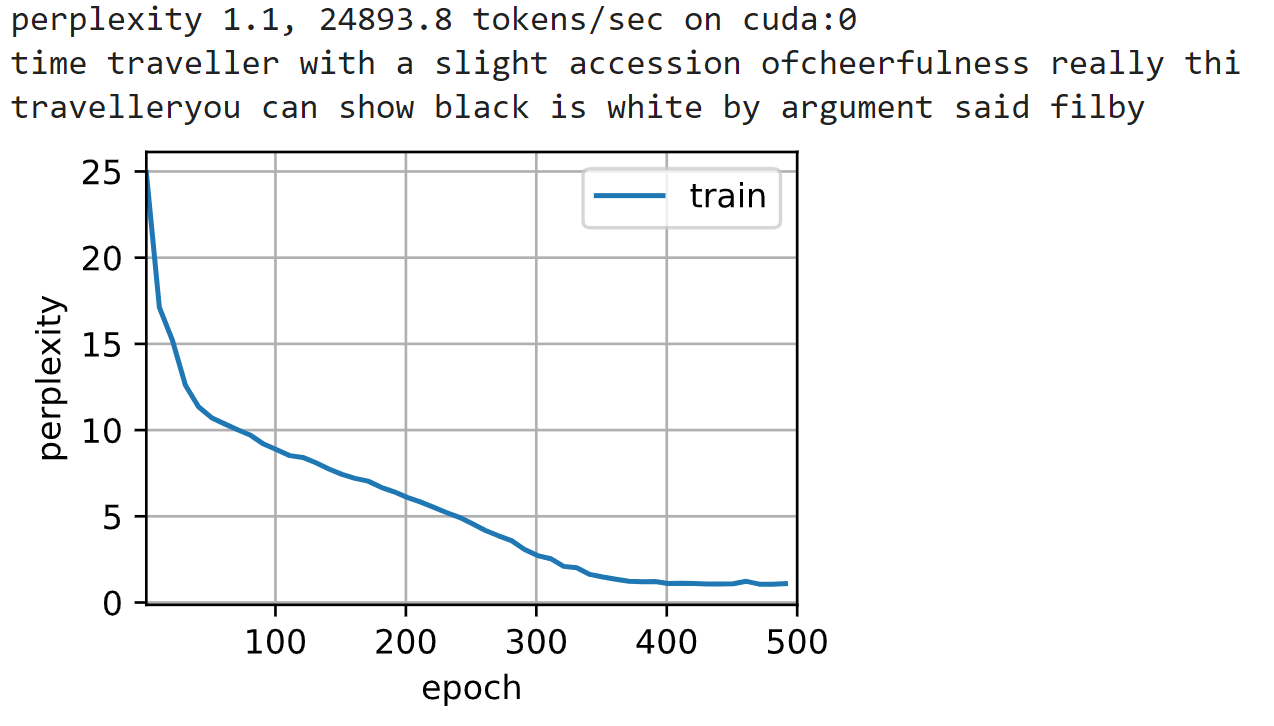 perplexity 1.1, 24893.8 tokens/sec on cuda:0
time traveller with a slight accession ofcheerfulness really thi
travelleryou can show black is white by argument said filby
25
20
15
10
5
0
perplexity
train
100 200 300 400 500
epoch